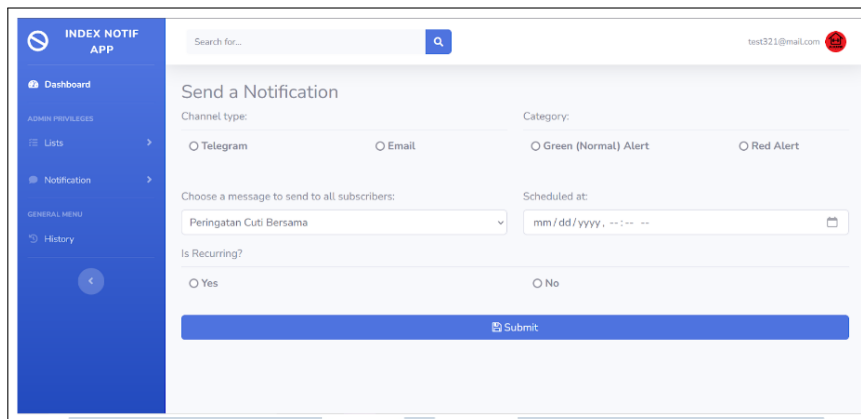 INDEX NOTIF
APP
Search for...
test321@mail.com
Dashboard
ADMIN PRIVILEGES
Lists
Notification
GENERAL MENU
History
Send a Notification
Channel type:
Category:
Telegram
Email
Green (Normal) Alert
Red Alert
Choose a message to send to all subscribers:
Scheduled at:
Peringatan Cuti Bersama
mm/dd/yyyy, --:-- --
Is Recurring?
Yes
No
Submit